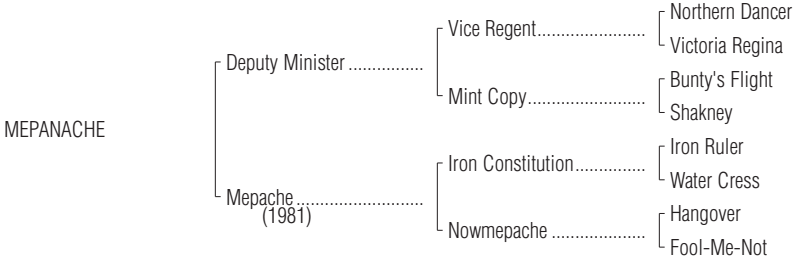 Northern Dancer
Vice Regent........................
Victoria Regina
Deputy Minister ................
Bunty's Flight
Mint Copy..........................
Shakney
MEPANACHE
Iron Ruler
Iron Constitution................
Water Cress
Mepache............................
(1981)
Hangover
Nowmepache ....................
Fool-Me-Not